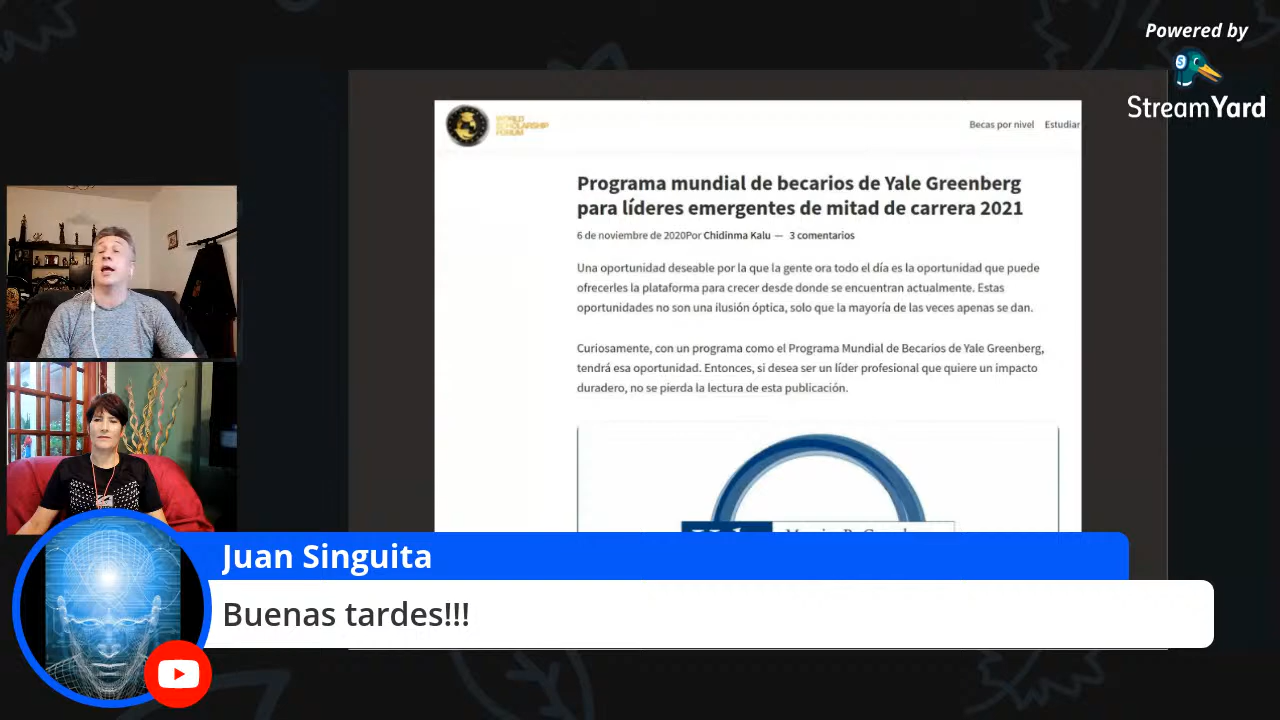 Powered by
StreamYard
WORLD
SCHOLARSHIP
FORUM
Becas por nivel Estudiar
Programa mundial de becarios de Yale Greenberg
para líderes emergentes de mitad de carrera 2021
6 de noviembre de 2020Por Chidinma Kalu — 3 comentarios
Una oportunidad deseable por la que la gente ora todo el día es la oportunidad que puede
ofrecerles la plataforma para crecer desde donde se encuentran actualmente. Estas
oportunidades no son una ilusión óptica, solo que la mayoría de las veces apenas se dan.
Curiosamente, con un programa como el Programa Mundial de Becarios de Yale Greenberg,
tendrá esa oportunidad. Entonces, si desea ser un líder profesional que quiere un impacto
duradero, no se pierda la lectura de esta publicación.
Juan Singuita
Buenas tardes!!!